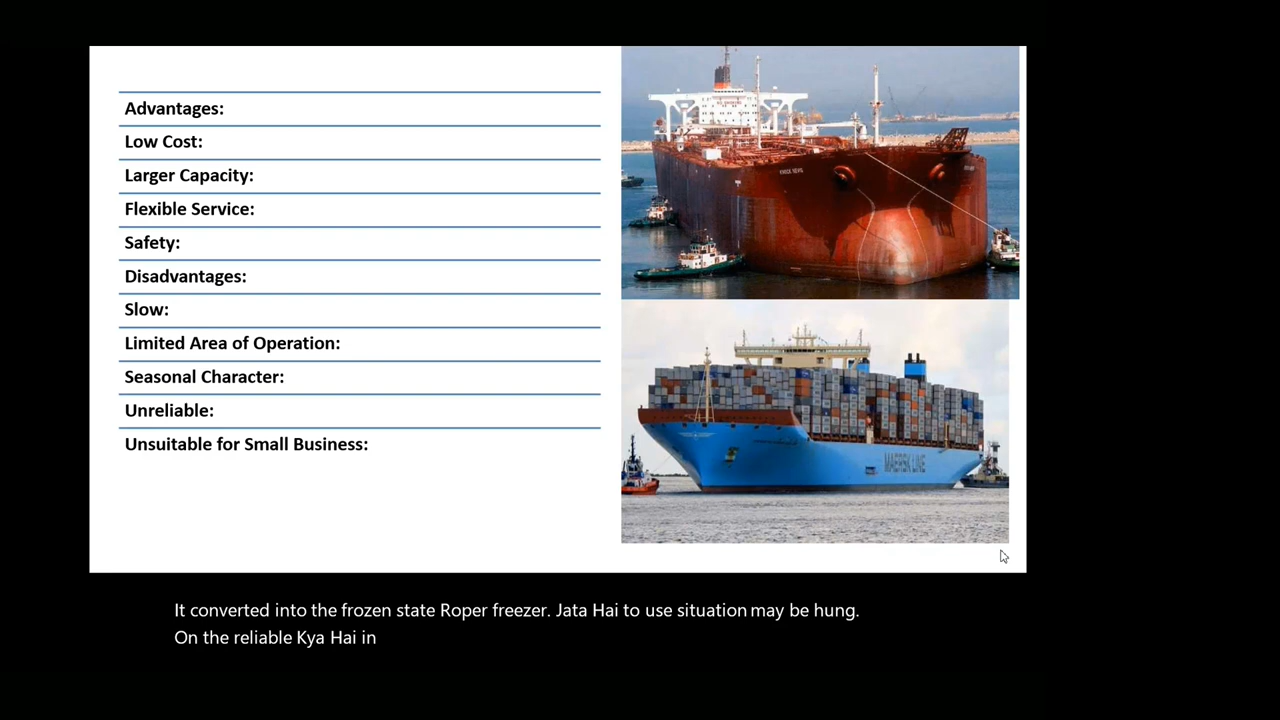 Advantages:
Low Cost:
Larger Capacity:
Flexible Service:
Safety:
Disadvantages:
Slow:
Limited Area of Operation:
Seasonal Character:
Unreliable:
Unsuitable for Small Business:
MAERSK LINE
It converted into the frozen state Roper freezer. Jata Hai to use situation may be hung.
On the reliable Kya Hai in